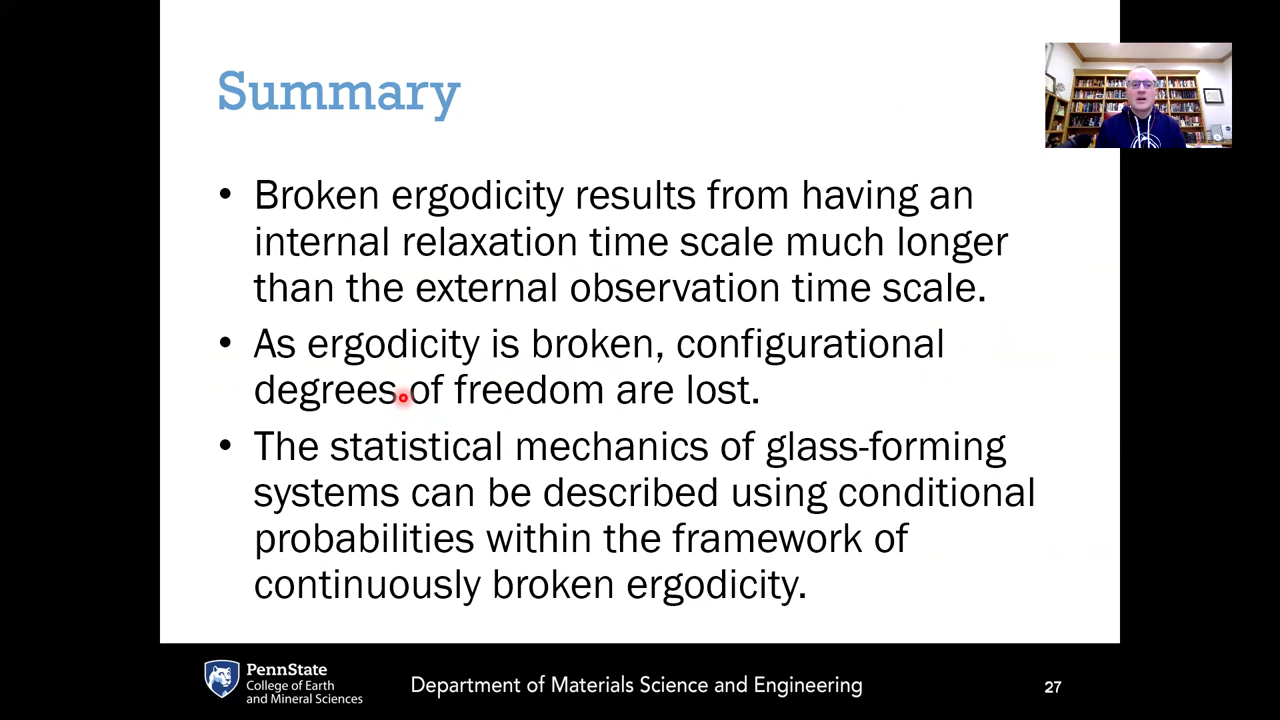 Summary
• Broken ergodicity results from having an
internal relaxation time scale much longer
than the external observation time scale.
• As ergodicity is broken, configurational
degrees of freedom are lost.
• The statistical mechanics of glass-forming
systems can be described using conditional
probabilities within the framework of
continuously broken ergodicity.
PennState
College of Earth
and Mineral Sciences
Department of Materials Science and Engineering
27